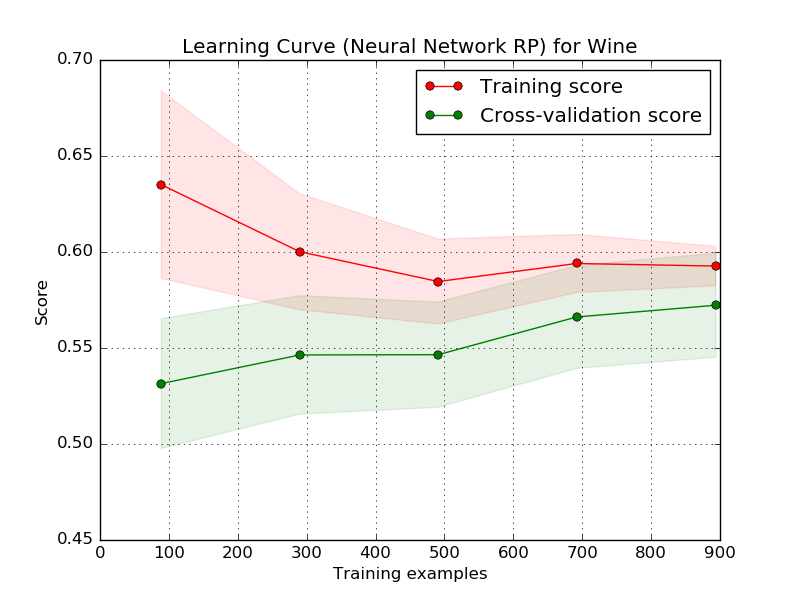 Learning Curve (Neural Network RP) for Wine
0.70
0.65
0.60
0.55
0.50
0.45
Score
Training score
Cross-validation score
0 100 200 300 400 500 600 700 800 900
Training examples